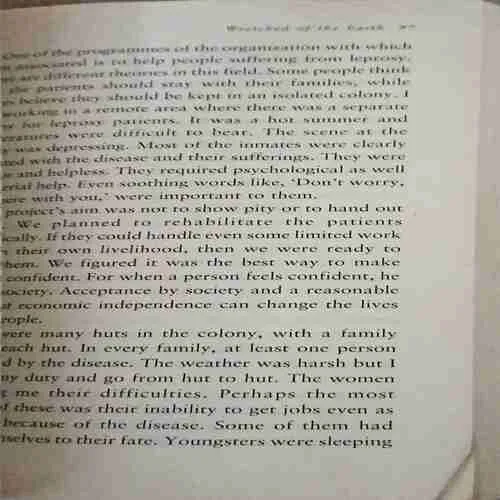 Wretched of the Earth
One of the programmes of the organization with which
associated is to help people suffering from leprosy.
are different theories in this field. Some people think
the patients should stay with their families, while
believe they should be kept in an isolated colony. I
working in a remote area where there was a separate
for leprosy patients. It was a hot summer and
were difficult to bear. The scene at the
was depressing. Most of the inmates were clearly
with the disease and their sufferings. They were
and helpless. They required psychological as well
help. Even soothing words like, 'Don't worry,
with you,' were important to them.
project's aim was not to show pity or to hand out
We planned to rehabilitate the patients
If they could handle even some limited work
their own livelihood, then we were ready to
them. We figured it was the best way to make
confident. For when a person feels confident, he
society. Acceptance by society and a reasonable
economic independence can change the lives
people.
were many huts in the colony, with a family
each hut. In every family, at least one person
d by the disease. The weather was harsh but I
my duty and go from hut to hut. The women
me their difficulties. Perhaps the most
of these was their inability to get jobs even as
because of the disease. Some of them had
selves to their fate. Youngsters were sleeping